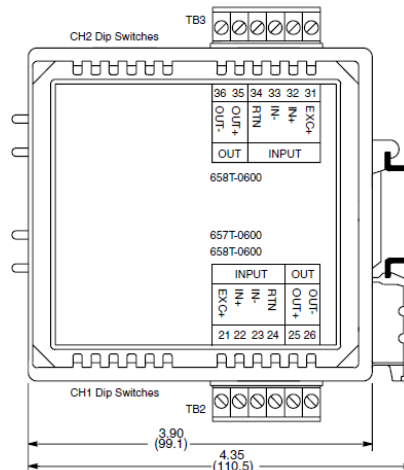 TB3
CH2 Dip Switches
36 35 34 33 32 31
OUT- OUT+ RTN IN- IN+ EXC+
OUT INPUT
658T-0600
657T-0600
658T-0600
INPUT OUT
EXC+ IN+ IN- RTN OUT+ OUT-
21 22 23 24 25 26
CH1 Dip Switches
TB2
3.90
(99.1)
4.35
(110.5)